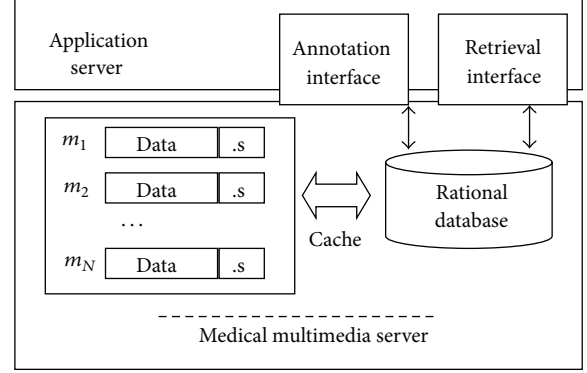 Application
server
Annotation
interface
Retrieval
interface
m1 Data .s
m2 Data .s
...
mN Data .s
Cache
Rational
database
Medical multimedia server